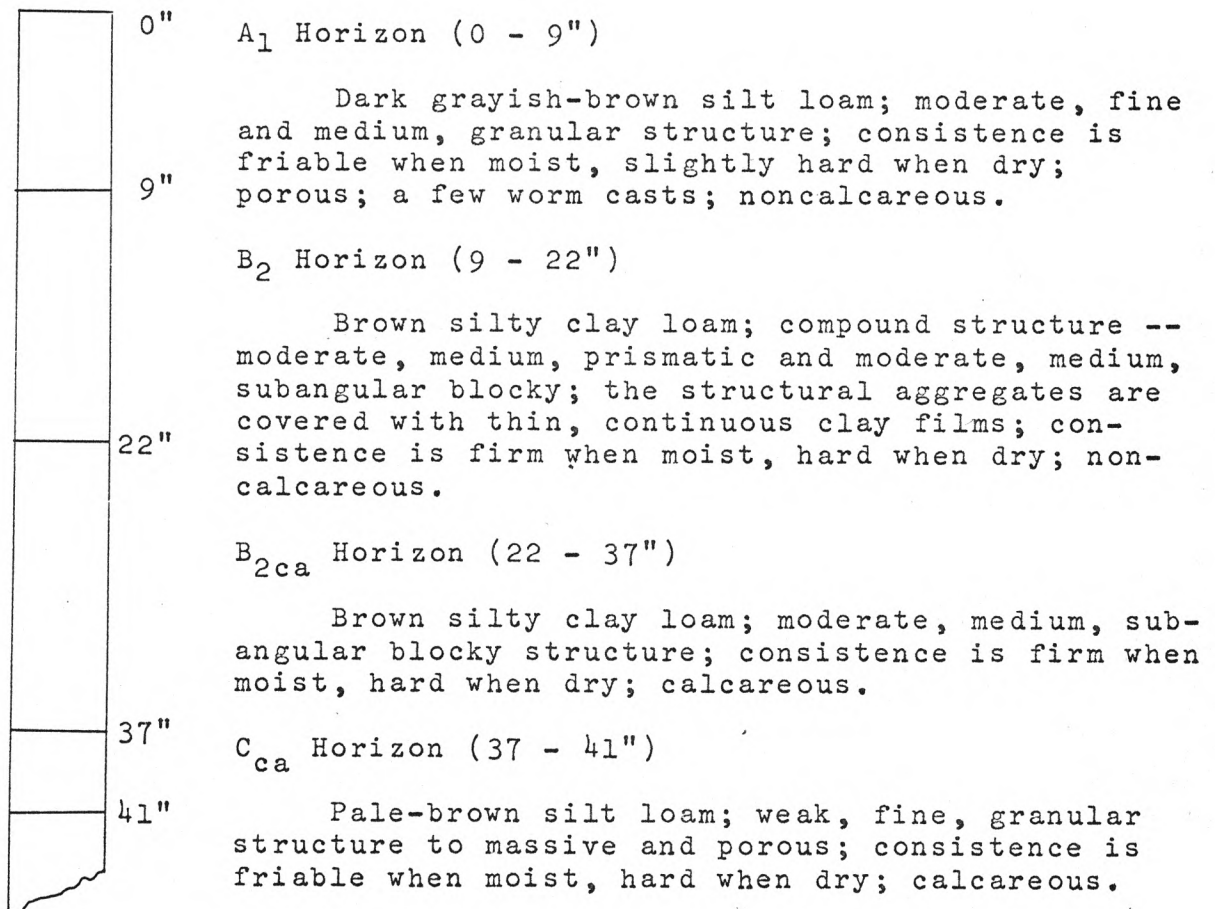 0"
A1 Horizon (0 - 9")
Dark grayish-brown silt loam; moderate, fine
and medium, granular structure; consistence is
friable when moist, slightly hard when dry;
9"
porous; a few worm casts; noncalcareous.
B2 Horizon (9 - 22")
Brown silty clay loam; compound structure --
moderate, medium, prismatic and moderate, medium,
subangular blocky; the structural aggregates are
covered with thin, continuous clay films; con-
22"
sistence is firm when moist, hard when dry; non-
calcareous.
B2ca Horizon (22 - 37")
Brown silty clay loam; moderate, medium, sub-
angular blocky structure; consistence is firm when
moist, hard when dry; calcareous.
37"
Cca Horizon (37 - 41")
41"
Pale-brown silt loam; weak, fine, granular
structure to massive and porous; consistence is
friable when moist, hard when dry; calcareous.